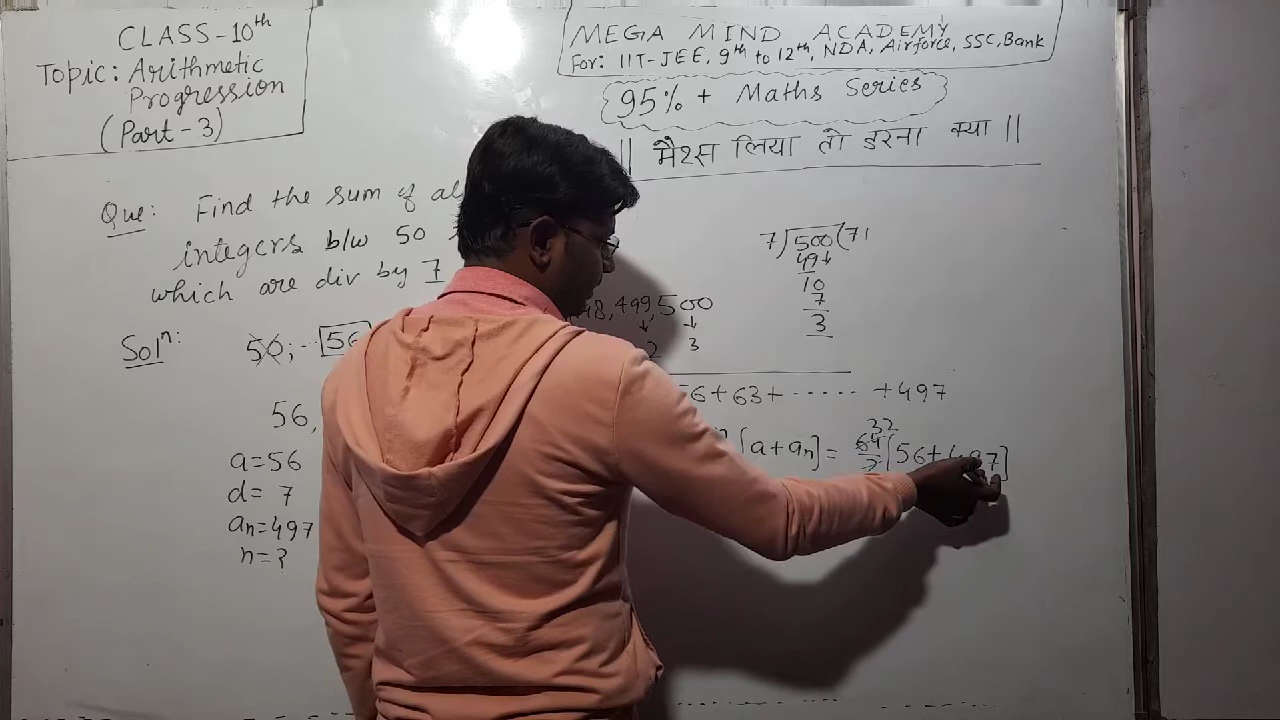 CLASS-10th
Topic: Arithmetic
Progression
(Part-3)
MEGA MIND ACADEMY
For: IIT-JEE, 9th to 12th, NDA, Airforce, SSC, Bank
95% + Maths Series
|| मैथ्स लिया तो डरना क्या ||
Que: Find the sum of al
integers b/w 50
which are div by 7
7)500(71
49↓
10
7
3
Soln:
50, -- 56
98, 499, 500
↓ ↓
2 3
56,
56+63+ ...... +497
a=56
d= 7
an=497
n=?
[a+an] = 64/2 [56+497]
32